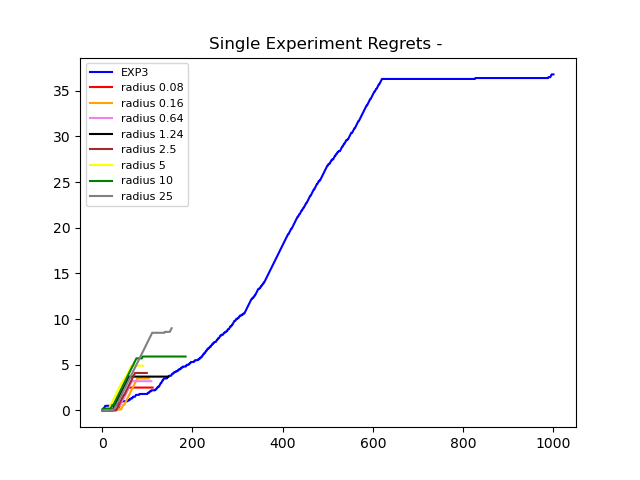 Single Experiment Regrets -
EXP3
radius 0.08
radius 0.16
radius 0.64
radius 1.24
radius 2.5
radius 5
radius 10
radius 25
35
30
25
20
15
10
5
0
0 200 400 600 800 1000